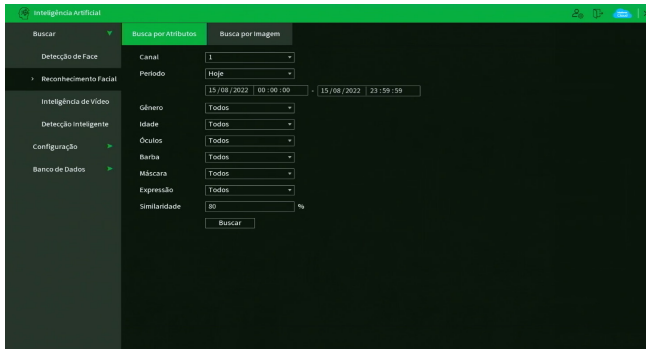 Inteligência Artificial
Buscar
Busca por Atributos
Busca por Imagem
Detecção de Face
Reconhecimento Facial
Inteligência de Vídeo
Detecção Inteligente
Configuração
Banco de Dados
Canal 1
Período Hoje
15/08/2022 00:00:00 - 15/08/2022 23:59:59
Gênero Todos
Idade Todos
Óculos Todos
Barba Todos
Máscara Todos
Expressão Todos
Similaridade 80 %
Buscar